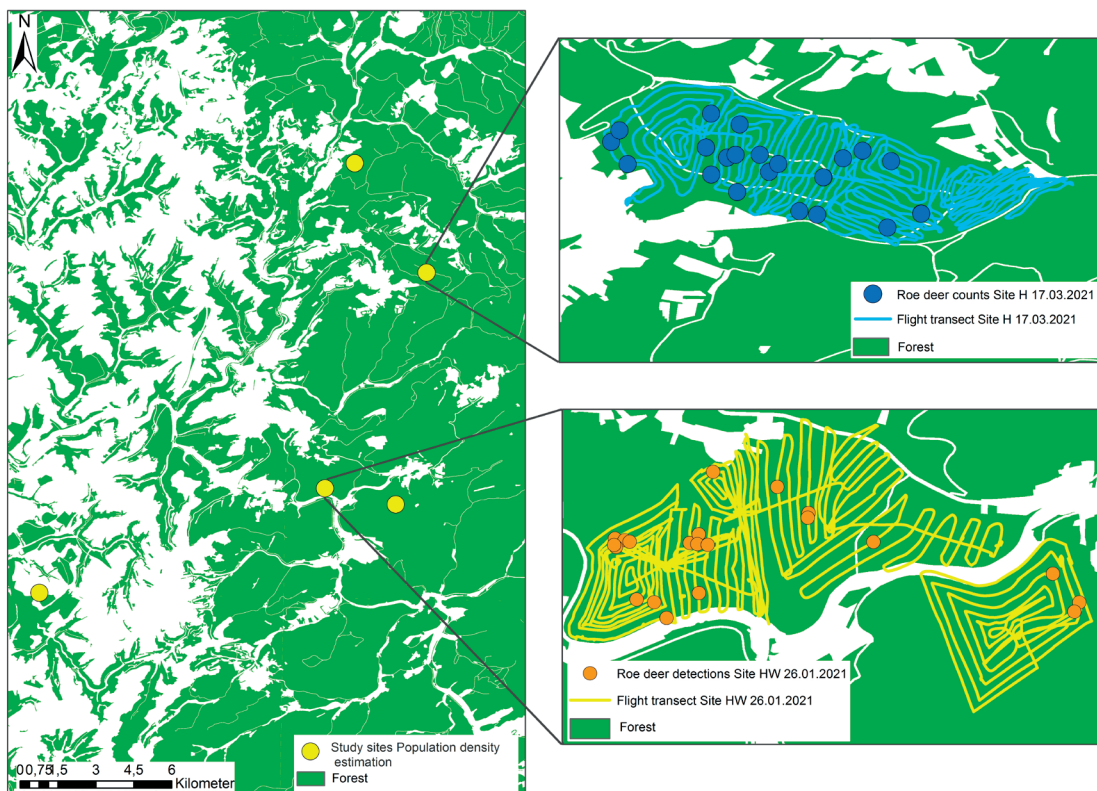 N
Roe deer counts Site H 17.03.2021
Flight transect Site H 17.03.2021
Forest
Roe deer detections Site HW 26.01.2021
Flight transect Site HW 26.01.2021
Forest
Study sites Population density
estimation
Forest
0 0,75 1,5 3 4,5 6
Kilometer